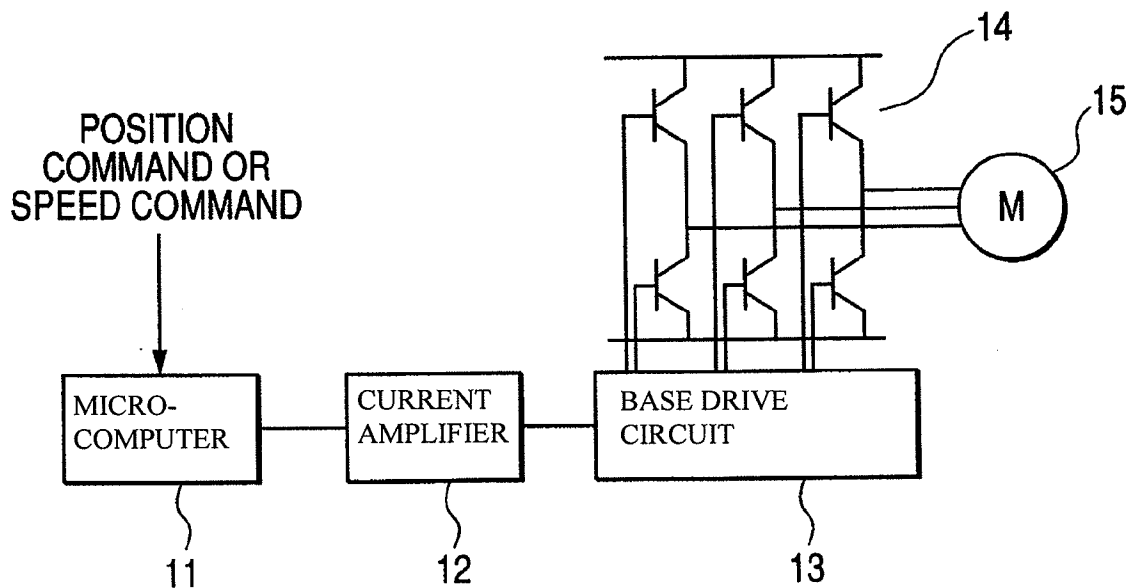 14
15
POSITION
COMMAND OR
SPEED COMMAND
M
MICRO-
COMPUTER
CURRENT
AMPLIFIER
BASE DRIVE
CIRCUIT
11
12
13